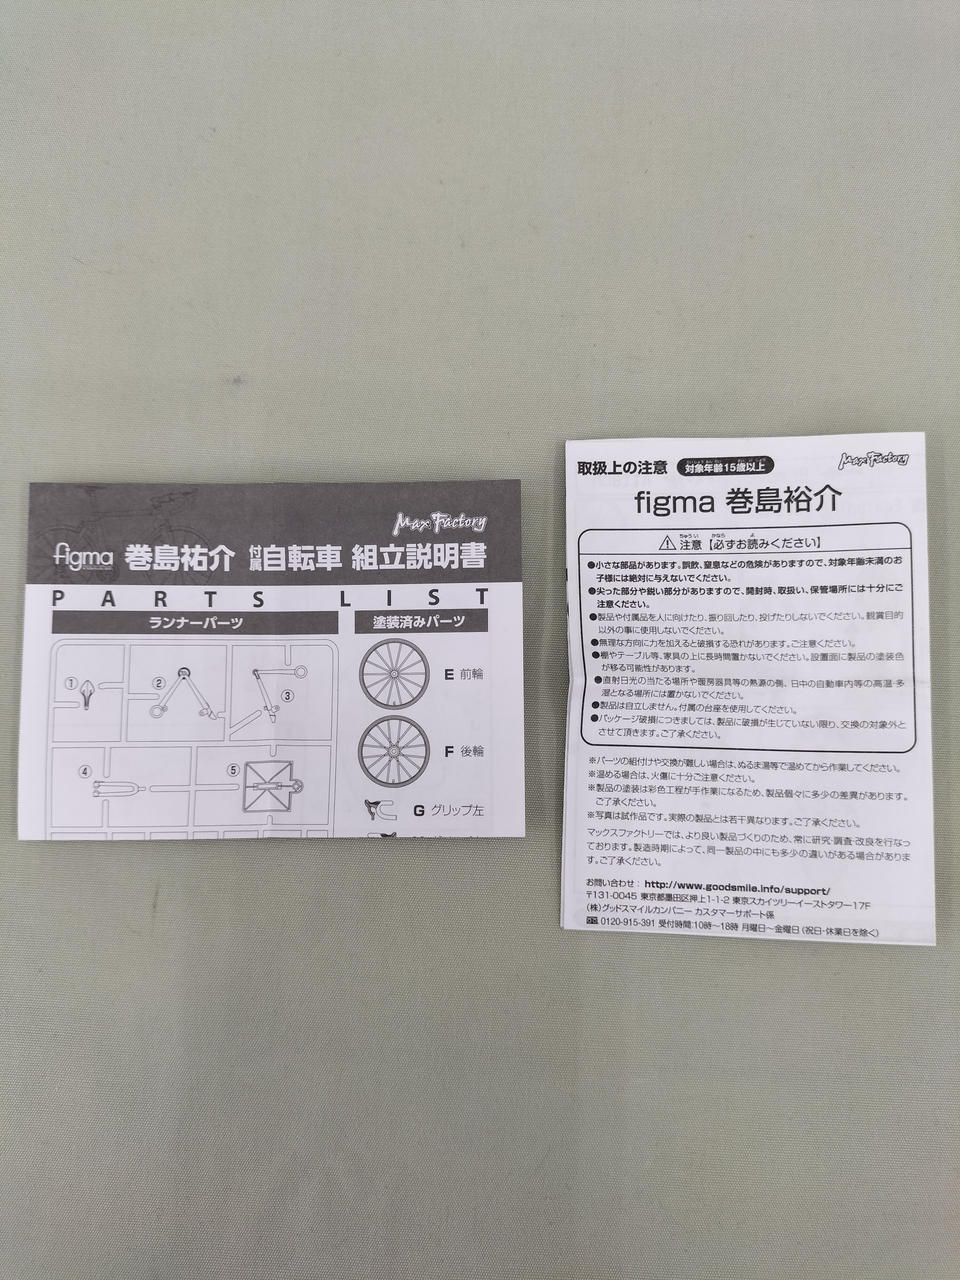 Max Factory
figma 巻島祐介 付属自転車 組立説明書
PARTS LIST
ランナーパーツ
塗装済みパーツ
①
②
③
④
⑤
E 前輪
F 後輪
G グリップ左
取扱上の注意 対象年齢15歳以上
Max Factory
figma 巻島裕介
⚠注意【必ずお読みください】
●小さな部品があります。誤飲、窒息などの危険がありますので、対象年齢未満のお
子様には絶対に与えないでください。
●尖った部分や鋭い部分がありますので、開封時、取扱い、保管場所には十分にご
注意ください。
●製品や付属品を人に向けたり、振り回したり、投げたりしないでください。観賞目的
以外の事に使用しないでください。
●無理な方向に力を加えると破損する恐れがあります。ご注意ください。
●棚やテーブル等、家具の上に長時間置かないでください。設置面に製品の塗装色
が移る可能性があります。
●直射日光の当たる場所や暖房器具等の熱源の側、日中の自動車内等の高温・多
湿となる場所には置かないでください。
●製品は自立しません。付属の台座を使用してください。
●パッケージ破損につきましては、製品に破損が生じていない限り、交換の対象外と
させて頂きます。ご了承ください。
※パーツの組付けや交換が難しい場合は、ぬるま湯等で温めてから作業してください。
※温める場合は、火傷に十分ご注意ください。
※製品の塗装は彩色工程が手作業になるため、製品個々に多少の差異があります。
ご了承ください。
※写真は試作品です。実際の製品とは若干異なります。ご了承ください。
マックスファクトリーでは、より良い製品づくりのため、常に研究・調査・改良を行なっ
ております。製造時期によって、同一製品の中にも多少の違いがある場合がありま
す。ご了承ください。
お問い合わせ：http://www.goodsmile.info/support/
〒131-0045 東京都墨田区押上1-1-2 東京スカイツリーイーストタワー17F
(株)グッドスマイルカンパニー カスタマーサポート係
0120-915-391 受付時間:10時～18時 月曜日～金曜日(祝日・休業日を除く)